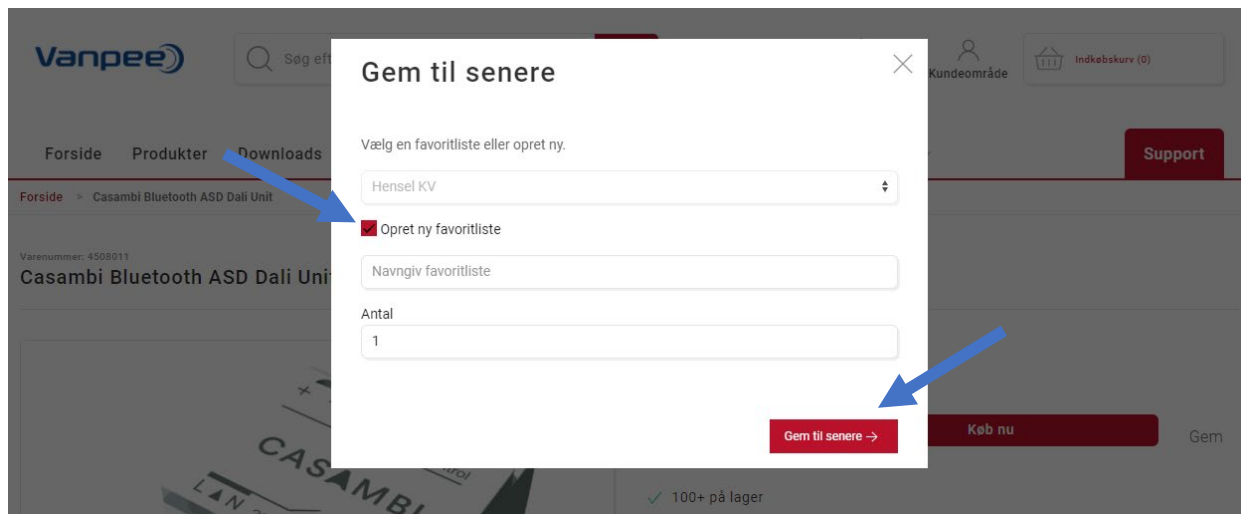 Vanpee
Søg eft
Kundeområde
Indkøbskurv (0)
Forside Produkter Downloads
Support
Forside > Casambi Bluetooth ASD Dali Unit
Varenummer: 4508011
Casambi Bluetooth ASD Dali Unit
Gem til senere
Vælg en favoritliste eller opret ny.
Hensel KV
Opret ny favoritliste
Navngiv favoritliste
Antal
1
Gem til senere →
Køb nu
Gem
100+ på lager
CASAMBI